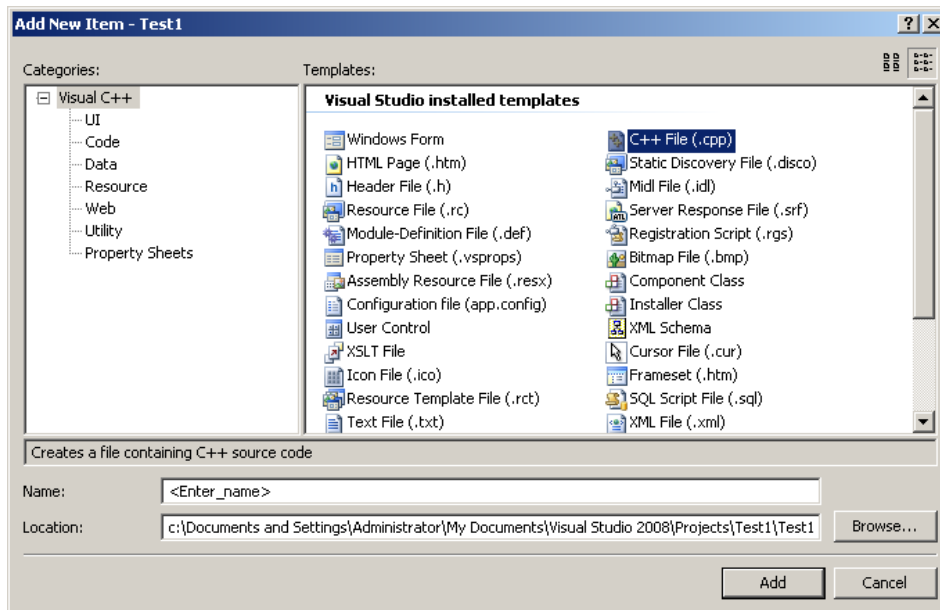 Add New Item - Test1
Categories:
Templates:
Visual C++
UI
Code
Data
Resource
Web
Utility
Property Sheets
Visual Studio installed templates
Windows Form
C++ File (.cpp)
HTML Page (.htm)
Static Discovery File (.disco)
Header File (.h)
Midl File (.idl)
Resource File (.rc)
Server Response File (.srf)
Module-Definition File (.def)
Registration Script (.rgs)
Property Sheet (.vsprops)
Bitmap File (.bmp)
Assembly Resource File (.resx)
Component Class
Configuration file (app.config)
Installer Class
User Control
XML Schema
XSLT File
Cursor File (.cur)
Icon File (.ico)
Frameset (.htm)
Resource Template File (.rct)
SQL Script File (.sql)
Text File (.txt)
XML File (.xml)
Creates a file containing C++ source code
Name:
<Enter_name>
Location:
c:\Documents and Settings\Administrator\My Documents\Visual Studio 2008\Projects\Test1\Test1
Browse...
Add
Cancel